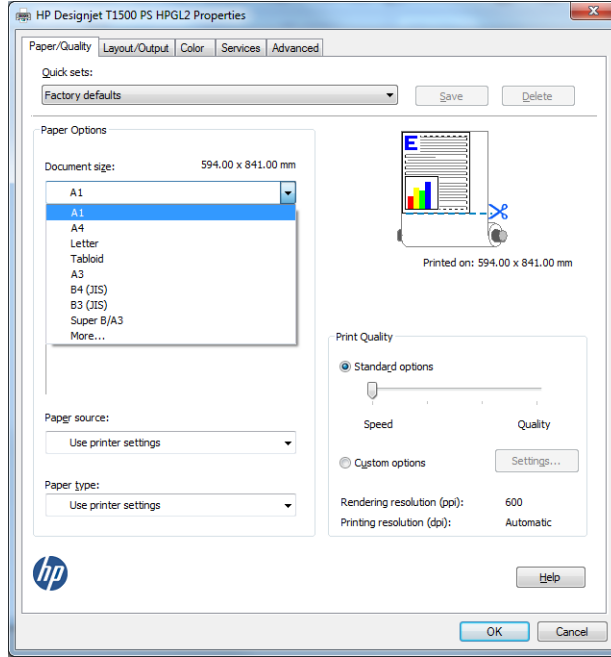 HP Designjet T1500 PS HPGL2 Properties
Paper/Quality Layout/Output Color Services Advanced
Quick sets:
Factory defaults
Save
Delete
Paper Options
Document size: 594.00 x 841.00 mm
A1
A1
A4
Letter
Tabloid
A3
B4 (JIS)
B3 (JIS)
Super B/A3
More...
Paper source:
Use printer settings
Paper type:
Use printer settings
E
Printed on: 594.00 x 841.00 mm
Print Quality
Standard options
Speed Quality
Custom options
Settings...
Rendering resolution (ppi): 600
Printing resolution (dpi): Automatic
hp
Help
OK
Cancel